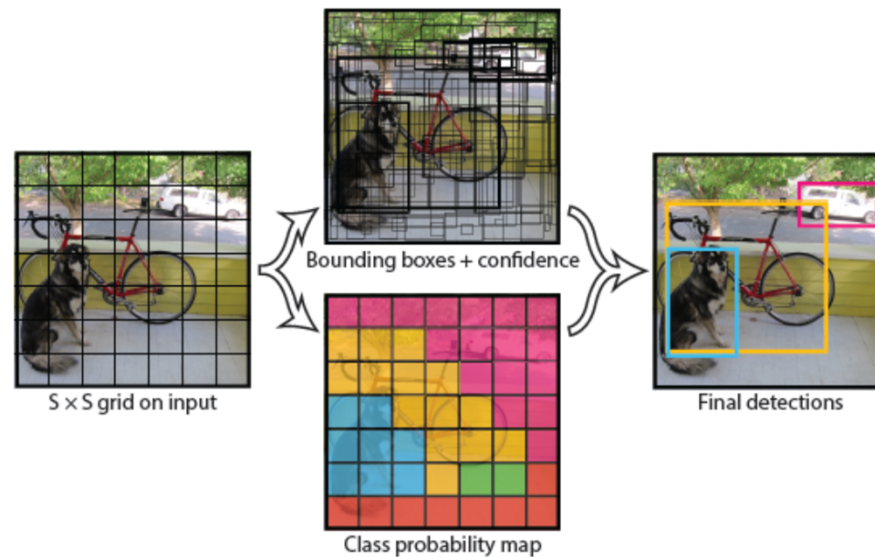 S × S grid on input
Bounding boxes + confidence
Class probability map
Final detections